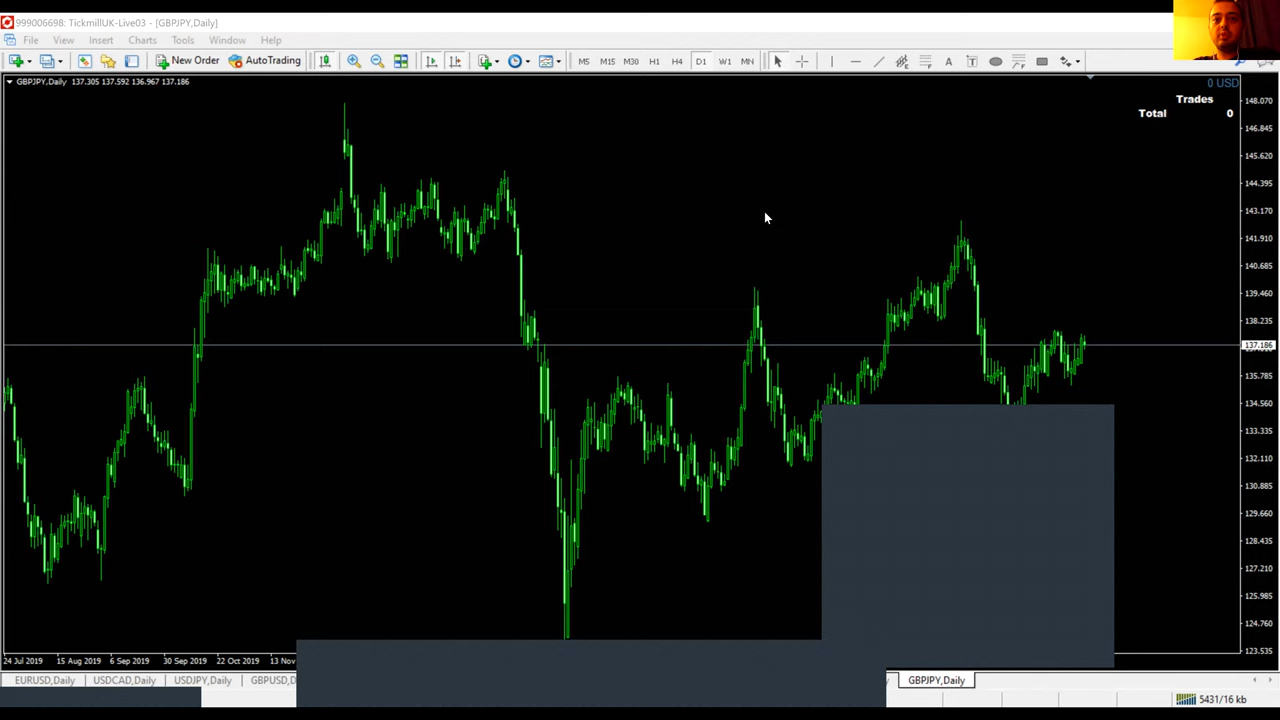 999006698: TickmillUK-Live03 - [GBPJPY,Daily]
File View Insert Charts Tools Window Help
New Order AutoTrading M5 M15 M30 H1 H4 D1 W1 MN A T
GBPJPY,Daily 137.305 137.592 136.967 137.186
0 USD
Trades
Total 0
148.070
146.845
145.620
144.395
143.170
141.910
140.685
139.460
138.235
137.186
135.785
134.560
133.335
132.110
130.885
129.660
128.435
127.210
125.985
124.760
123.535
24 Jul 2019 15 Aug 2019 6 Sep 2019 30 Sep 2019 22 Oct 2019 13 Nov
EURUSD,Daily USDCAD,Daily USDJPY,Daily GBPUSD,D GBPJPY,Daily
5431/16 kb